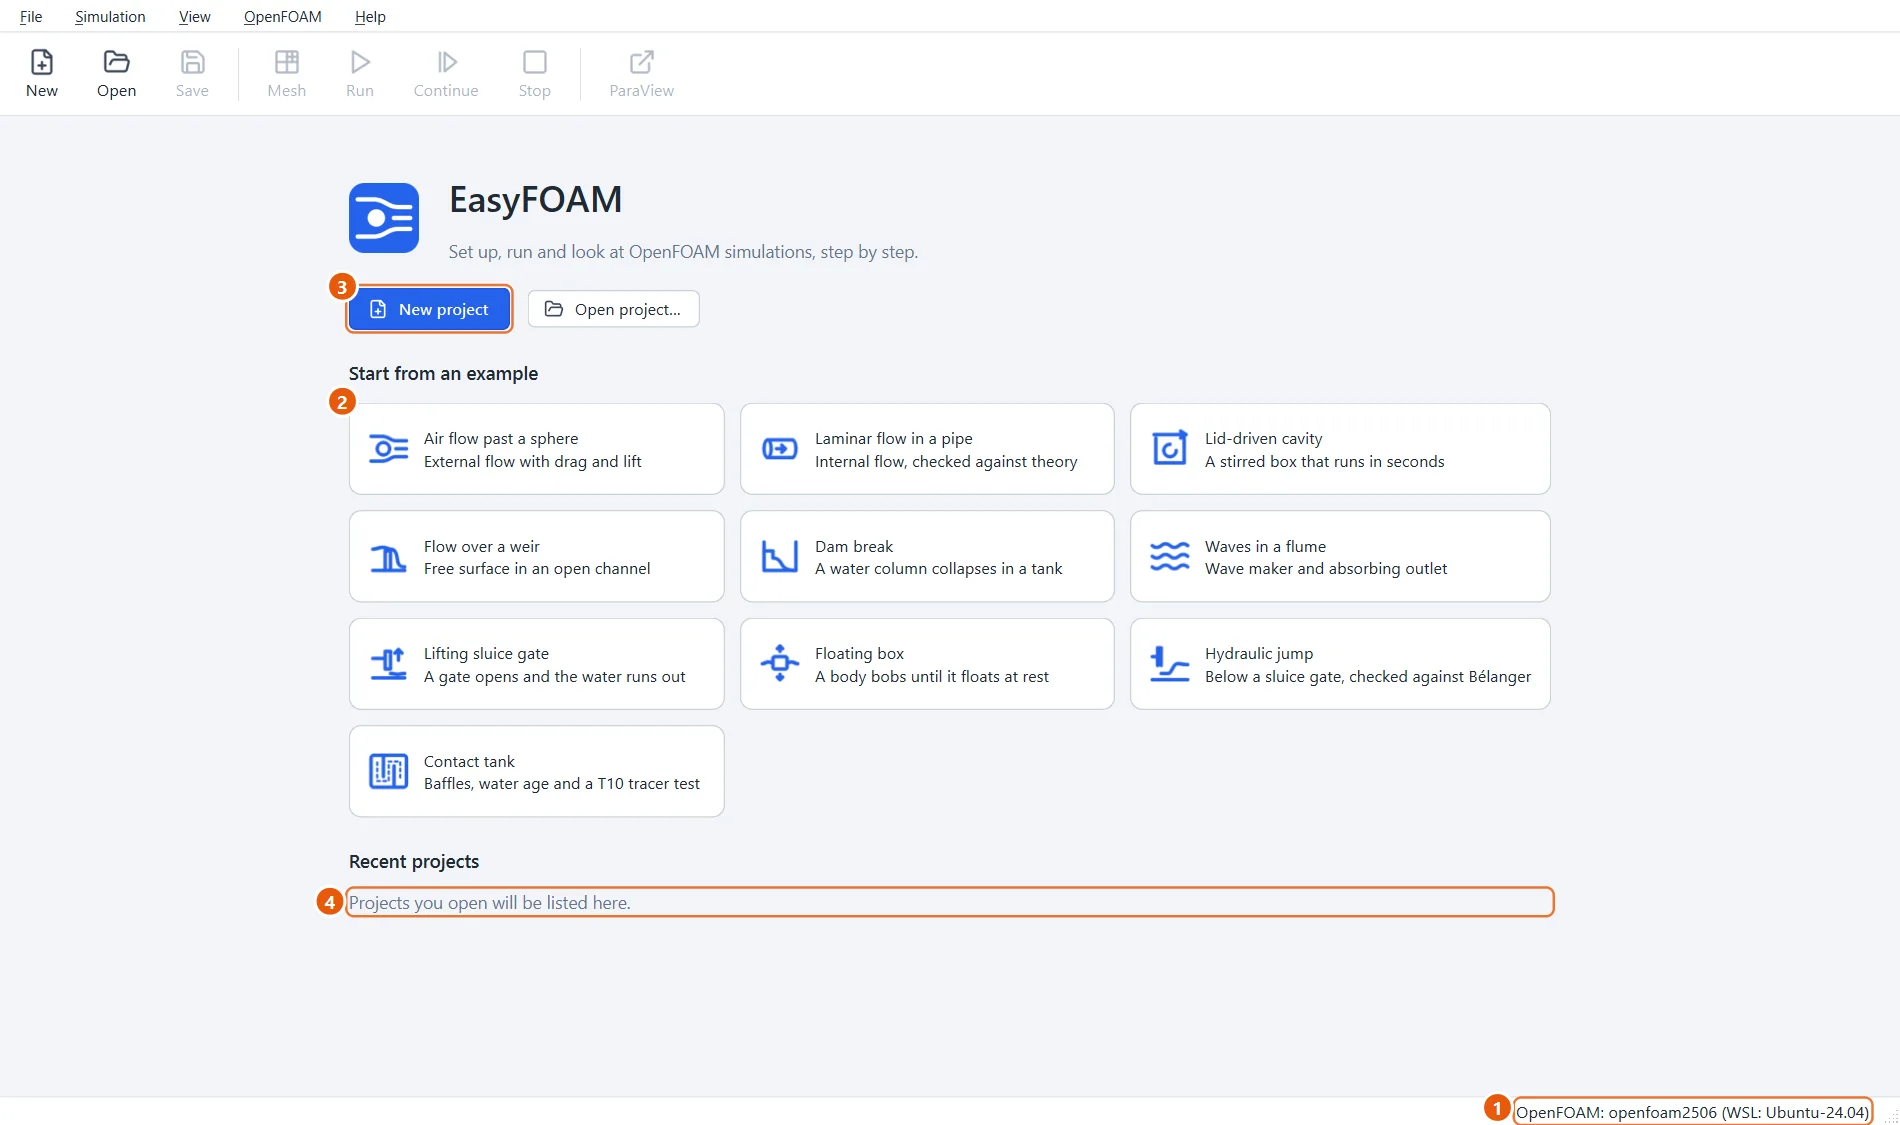 File Simulation View OpenFOAM Help
New Open Save Mesh Run Continue Stop ParaView
EasyFOAM
Set up, run and look at OpenFOAM simulations, step by step.
3
New project Open project...
Start from an example
2
Air flow past a sphere
External flow with drag and lift
Laminar flow in a pipe
Internal flow, checked against theory
Lid-driven cavity
A stirred box that runs in seconds
Flow over a weir
Free surface in an open channel
Dam break
A water column collapses in a tank
Waves in a flume
Wave maker and absorbing outlet
Lifting sluice gate
A gate opens and the water runs out
Floating box
A body bobs until it floats at rest
Hydraulic jump
Below a sluice gate, checked against Bélanger
Contact tank
Baffles, water age and a T10 tracer test
Recent projects
4 Projects you open will be listed here.
1 OpenFOAM: openfoam2506 (WSL: Ubuntu-24.04)